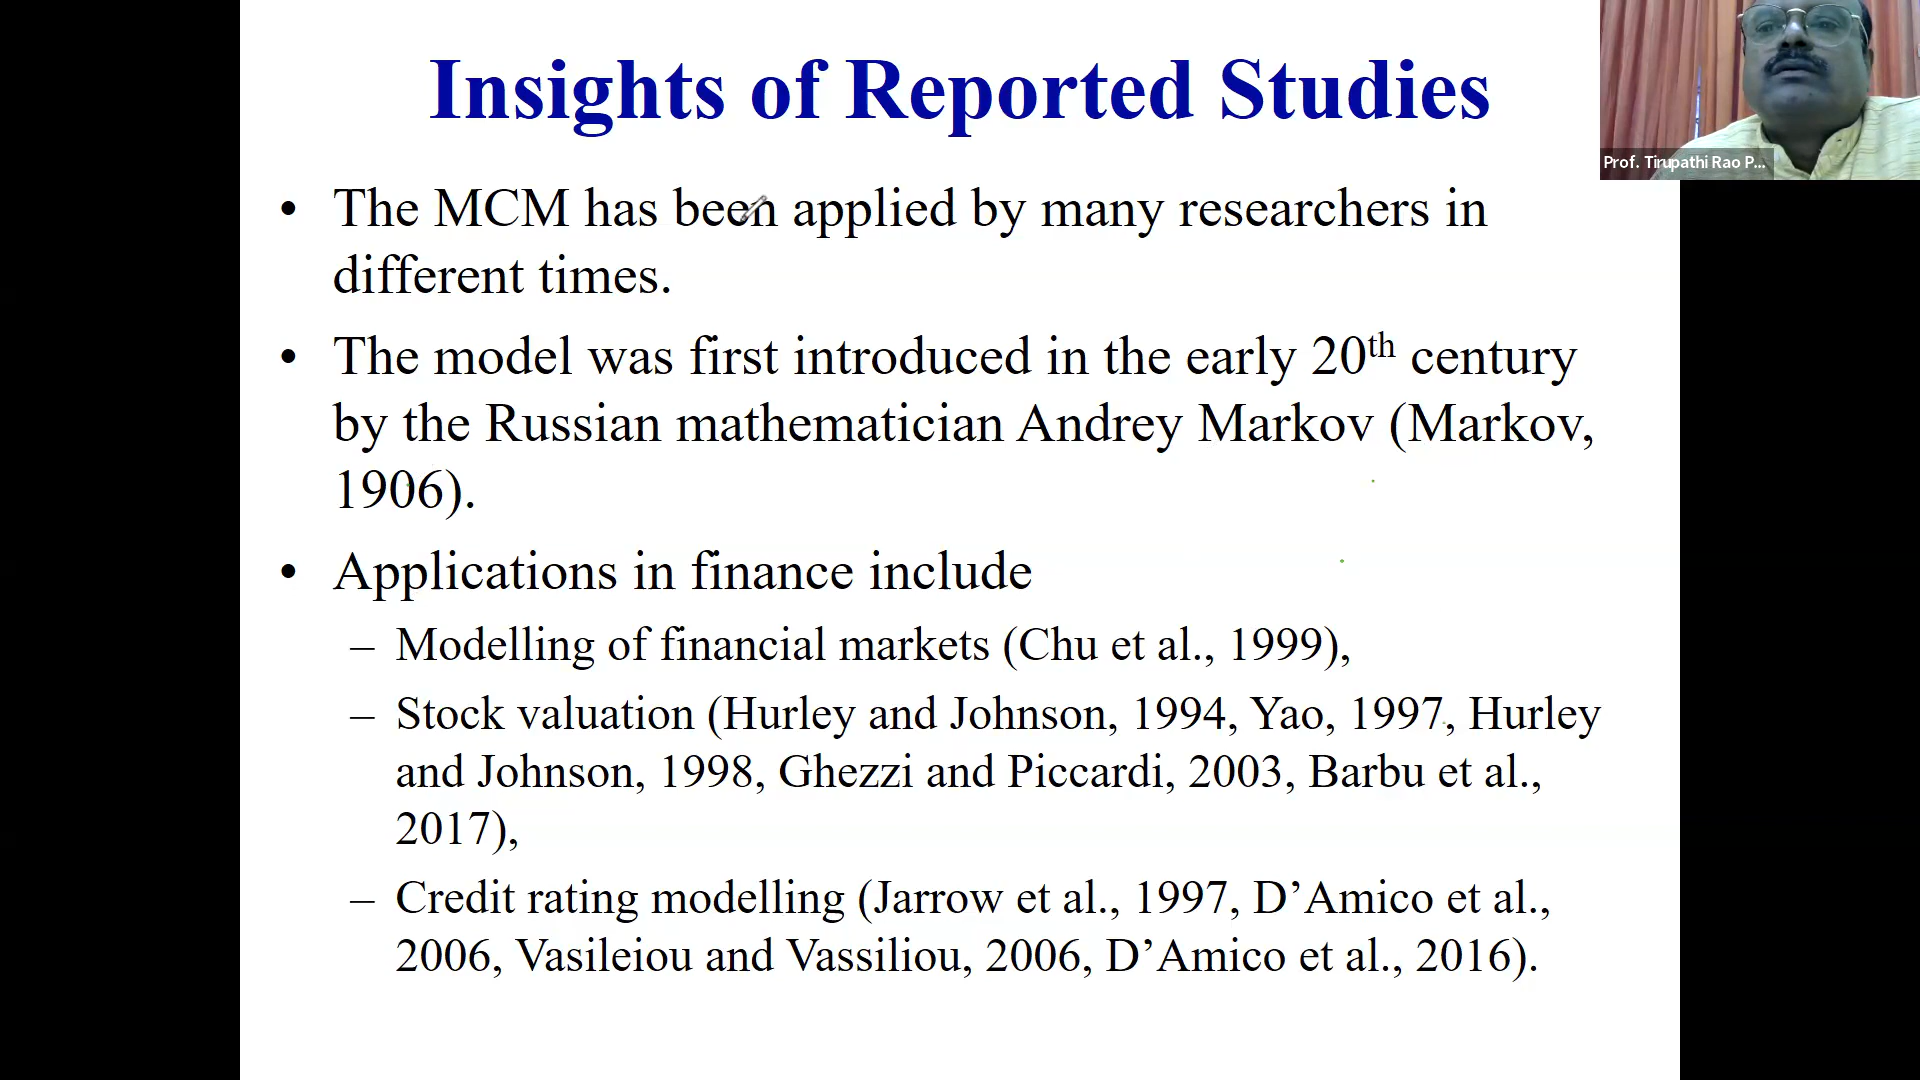 Insights of Reported Studies
Prof. Tirupathi Rao P...
• The MCM has been applied by many researchers in
different times.
• The model was first introduced in the early 20th century
by the Russian mathematician Andrey Markov (Markov,
1906).
• Applications in finance include
– Modelling of financial markets (Chu et al., 1999),
– Stock valuation (Hurley and Johnson, 1994, Yao, 1997, Hurley
and Johnson, 1998, Ghezzi and Piccardi, 2003, Barbu et al.,
2017),
– Credit rating modelling (Jarrow et al., 1997, D’Amico et al.,
2006, Vasileiou and Vassiliou, 2006, D’Amico et al., 2016).